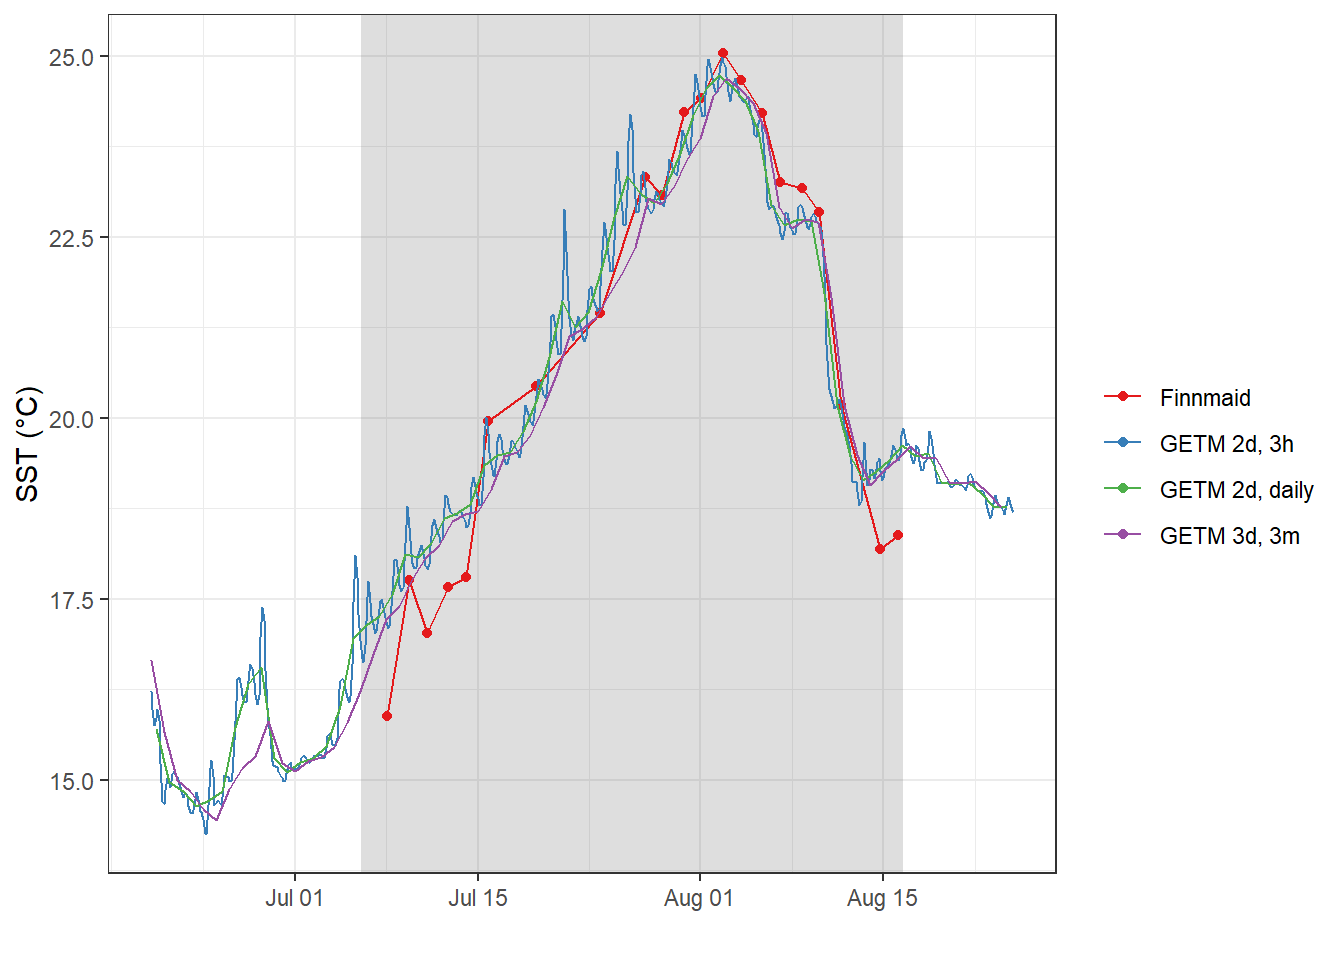 25.0
22.5
20.0
17.5
15.0
SST (°C)
Jul 01
Jul 15
Aug 01
Aug 15
Finnmaid
GETM 2d, 3h
GETM 2d, daily
GETM 3d, 3m